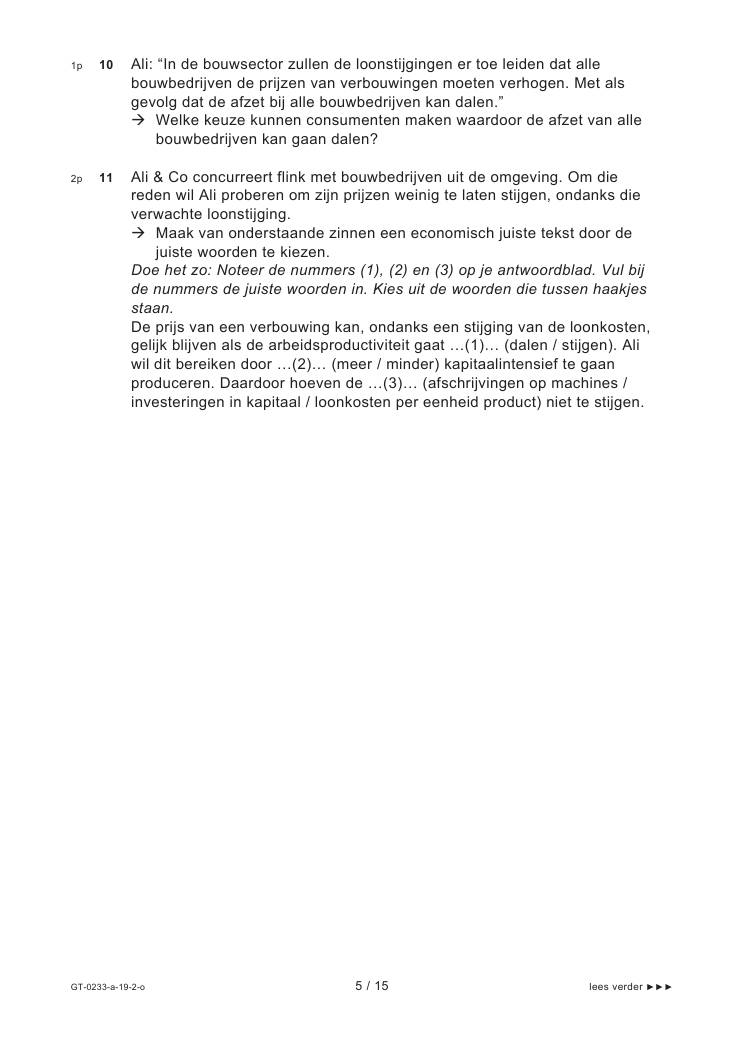 1p 10 Ali: “In de bouwsector zullen de loonstijgingen er toe leiden dat alle
bouwbedrijven de prijzen van verbouwingen moeten verhogen. Met als
gevolg dat de afzet bij alle bouwbedrijven kan dalen.”
→ Welke keuze kunnen consumenten maken waardoor de afzet van alle
bouwbedrijven kan gaan dalen?
2p 11 Ali & Co concurreert flink met bouwbedrijven uit de omgeving. Om die
reden wil Ali proberen om zijn prijzen weinig te laten stijgen, ondanks die
verwachte loonstijging.
→ Maak van onderstaande zinnen een economisch juiste tekst door de
juiste woorden te kiezen.
Doe het zo: Noteer de nummers (1), (2) en (3) op je antwoordblad. Vul bij
de nummers de juiste woorden in. Kies uit de woorden die tussen haakjes
staan.
De prijs van een verbouwing kan, ondanks een stijging van de loonkosten,
gelijk blijven als de arbeidsproductiviteit gaat …(1)… (dalen / stijgen). Ali
wil dit bereiken door …(2)… (meer / minder) kapitaalintensief te gaan
produceren. Daardoor hoeven de …(3)… (afschrijvingen op machines /
investeringen in kapitaal / loonkosten per eenheid product) niet te stijgen.
GT-0233-a-19-2-o 5 / 15 lees verder ►►►